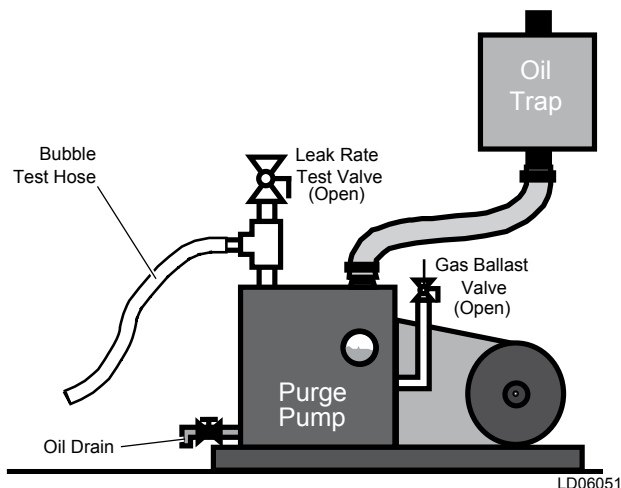 Oil
Trap
Bubble
Test Hose
Leak Rate
Test Valve
(Open)
Gas Ballast
Valve
(Open)
Purge
Pump
Oil Drain
LD06051